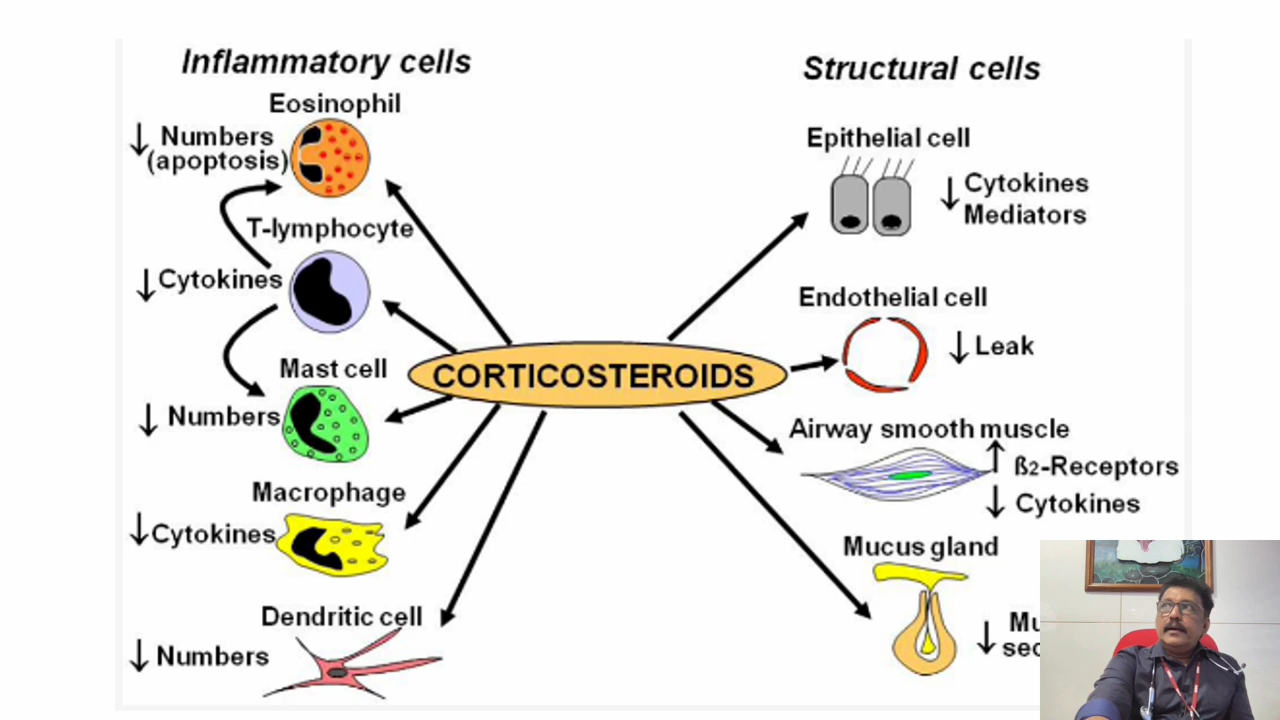 Inflammatory cells
Eosinophil
↓ Numbers
(apoptosis)
T-lymphocyte
↓ Cytokines
Mast cell
↓ Numbers
Macrophage
↓ Cytokines
Dendritic cell
↓ Numbers
CORTICOSTEROIDS
Structural cells
Epithelial cell
↓ Cytokines
Mediators
Endothelial cell
↓ Leak
Airway smooth muscle
↑ ß2-Receptors
↓ Cytokines
Mucus gland
↓